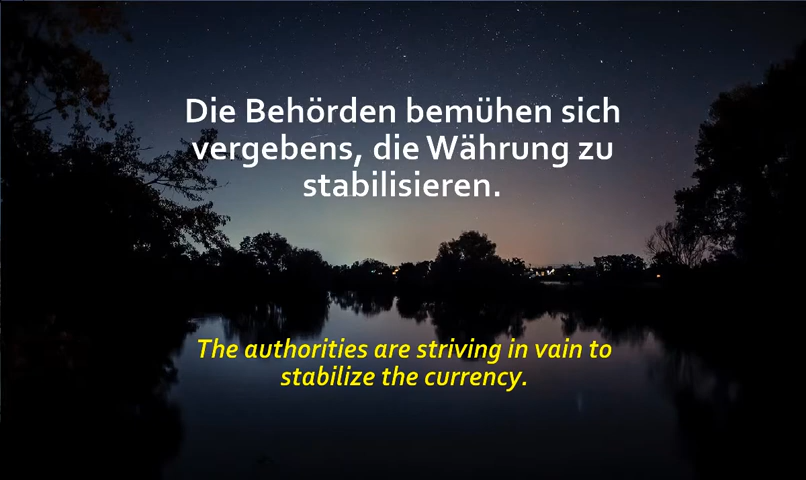 Die Behörden bemühen sich
vergebens, die Währung zu
stabilisieren.
The authorities are striving in vain to
stabilize the currency.